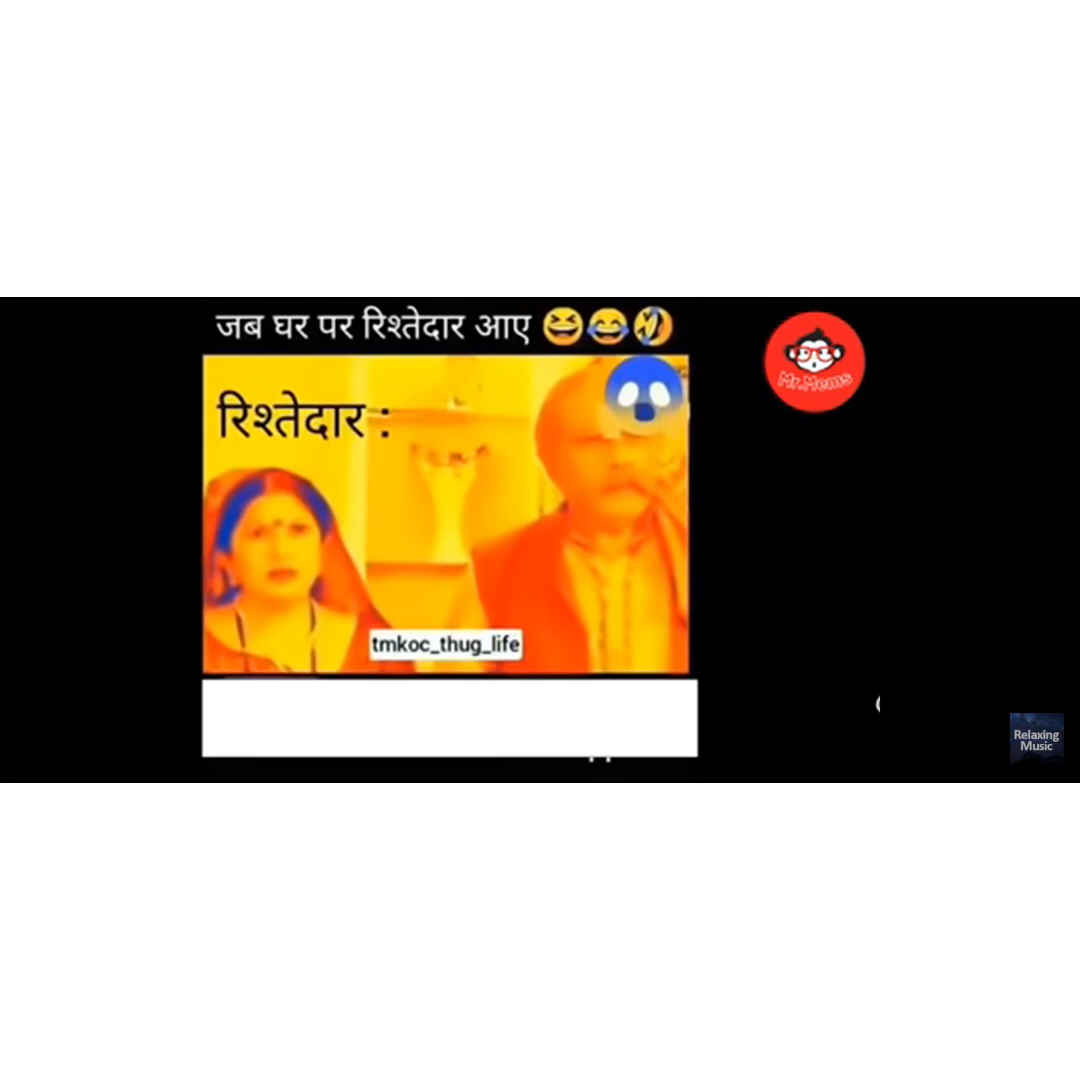 जब घर पर रिश्तेदार आए 😆😂🤣
रिश्तेदार :
tmkoc_thug_life
Mr.Mems
Relaxing
Music